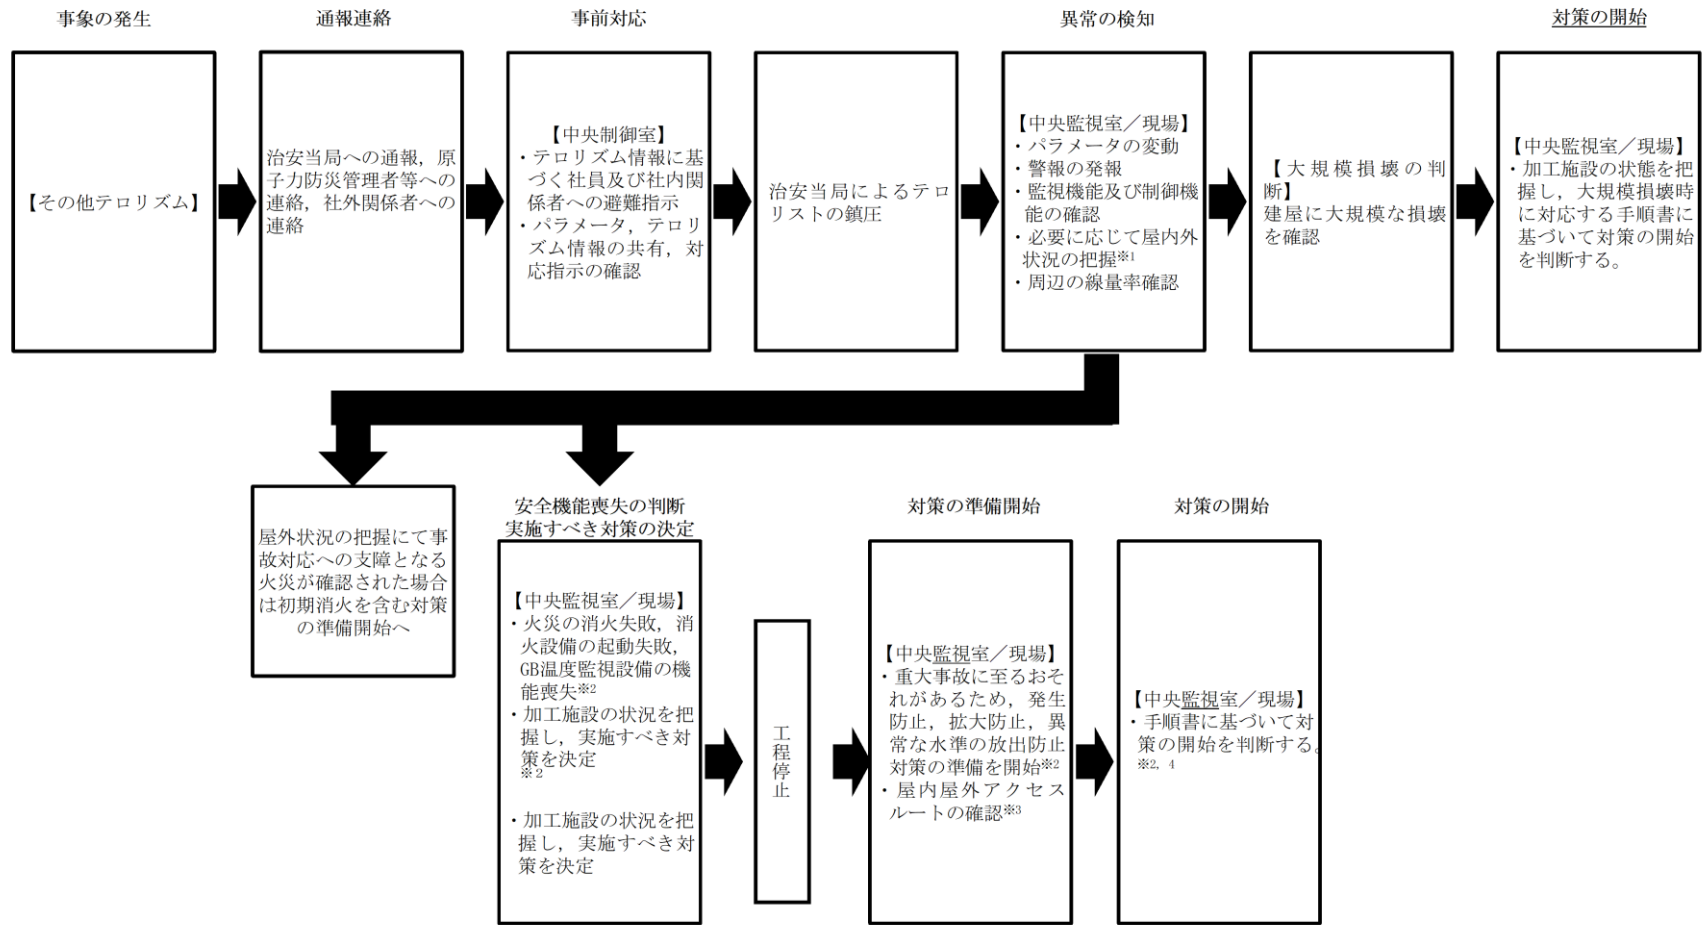 事象の発生
通報連絡
事前対応
異常の検知
対策の開始
【その他テロリズム】
治安当局への通報，原
子力防災管理者等への
連絡，社外関係者への
連絡
【中央制御室】
・テロリズム情報に基
づく社員及び社内関
係者への避難指示
・パラメータ，テロリ
ズム情報の共有，対
応指示の確認
治安当局によるテロ
リストの鎮圧
【中央監視室／現場】
・パラメータの変動
・警報の発報
・監視機能及び制御機
能の確認
・必要に応じて屋内外
状況の把握※1
・周辺の線量率確認
【大規模損壊の判
断】
建屋に大規模な損壊
を確認
【中央監視室／現場】
・加工施設の状態を把
握し，大規模損壊時
に対応する手順書に
基づいて対策の開始
を判断する。
屋外状況の把握にて事
故対応への支障となる
火災が確認された場合
は初期消火を含む対策
の準備開始へ
安全機能喪失の判断
実施すべき対策の決定
【中央監視室／現場】
・火災の消火失敗，消
火設備の起動失敗，
GB温度監視設備の機
能喪失※2
・加工施設の状況を把
握し，実施すべき対
策を決定
※2
・加工施設の状況を把
握し，実施すべき対
策を決定
工程停止
対策の準備開始
【中央監視室／現場】
・重大事故に至るおそ
れがあるため，発生
防止，拡大防止，異
常な水準の放出防止
対策の準備を開始※2
・屋内屋外アクセス
ルートの確認※3
対策の開始
【中央監視室／現場】
・手順書に基づいて対
策の開始を判断する。
※2, 4